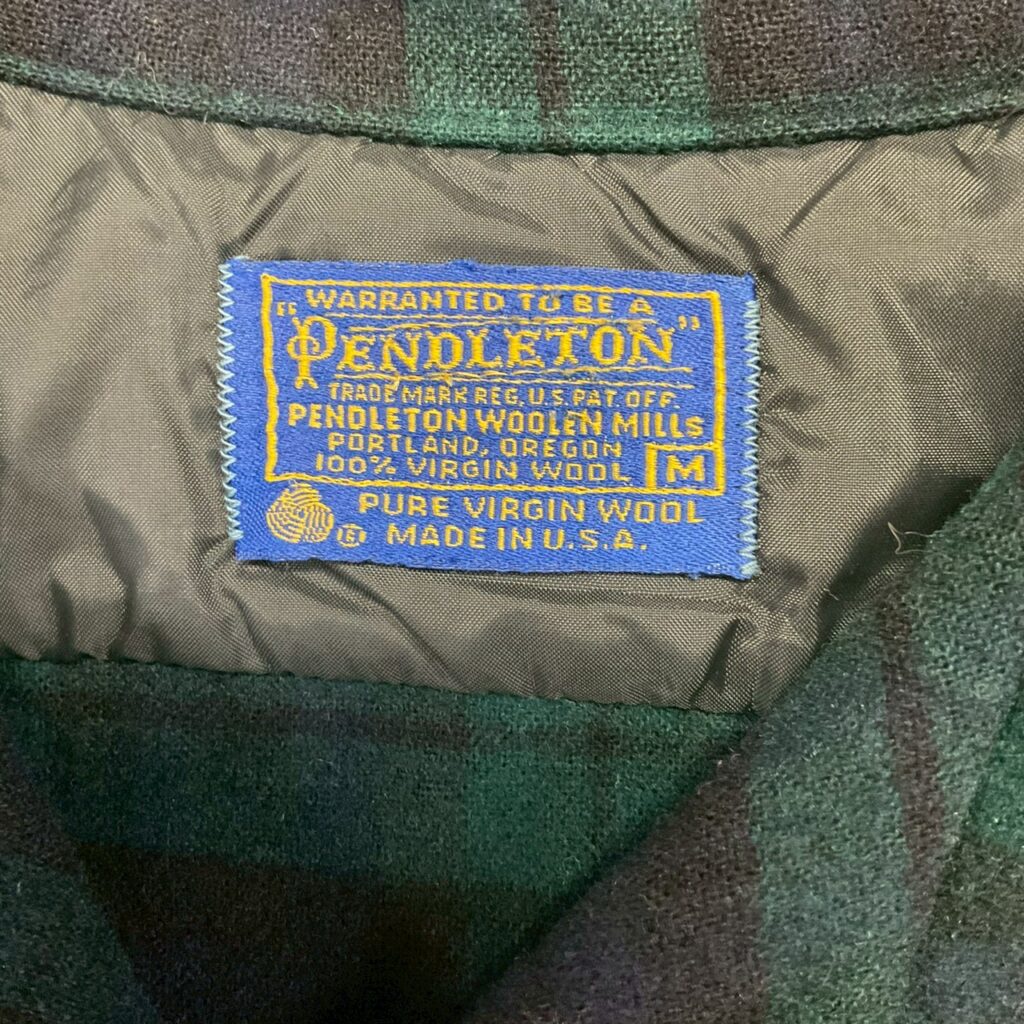 WARRANTED TO BE A
"PENDLETON"
TRADE MARK REG. U.S. PAT. OFF.
PENDLETON WOOLEN MILLS
PORTLAND, OREGON
100% VIRGIN WOOL M
PURE VIRGIN WOOL
MADE IN U.S.A.